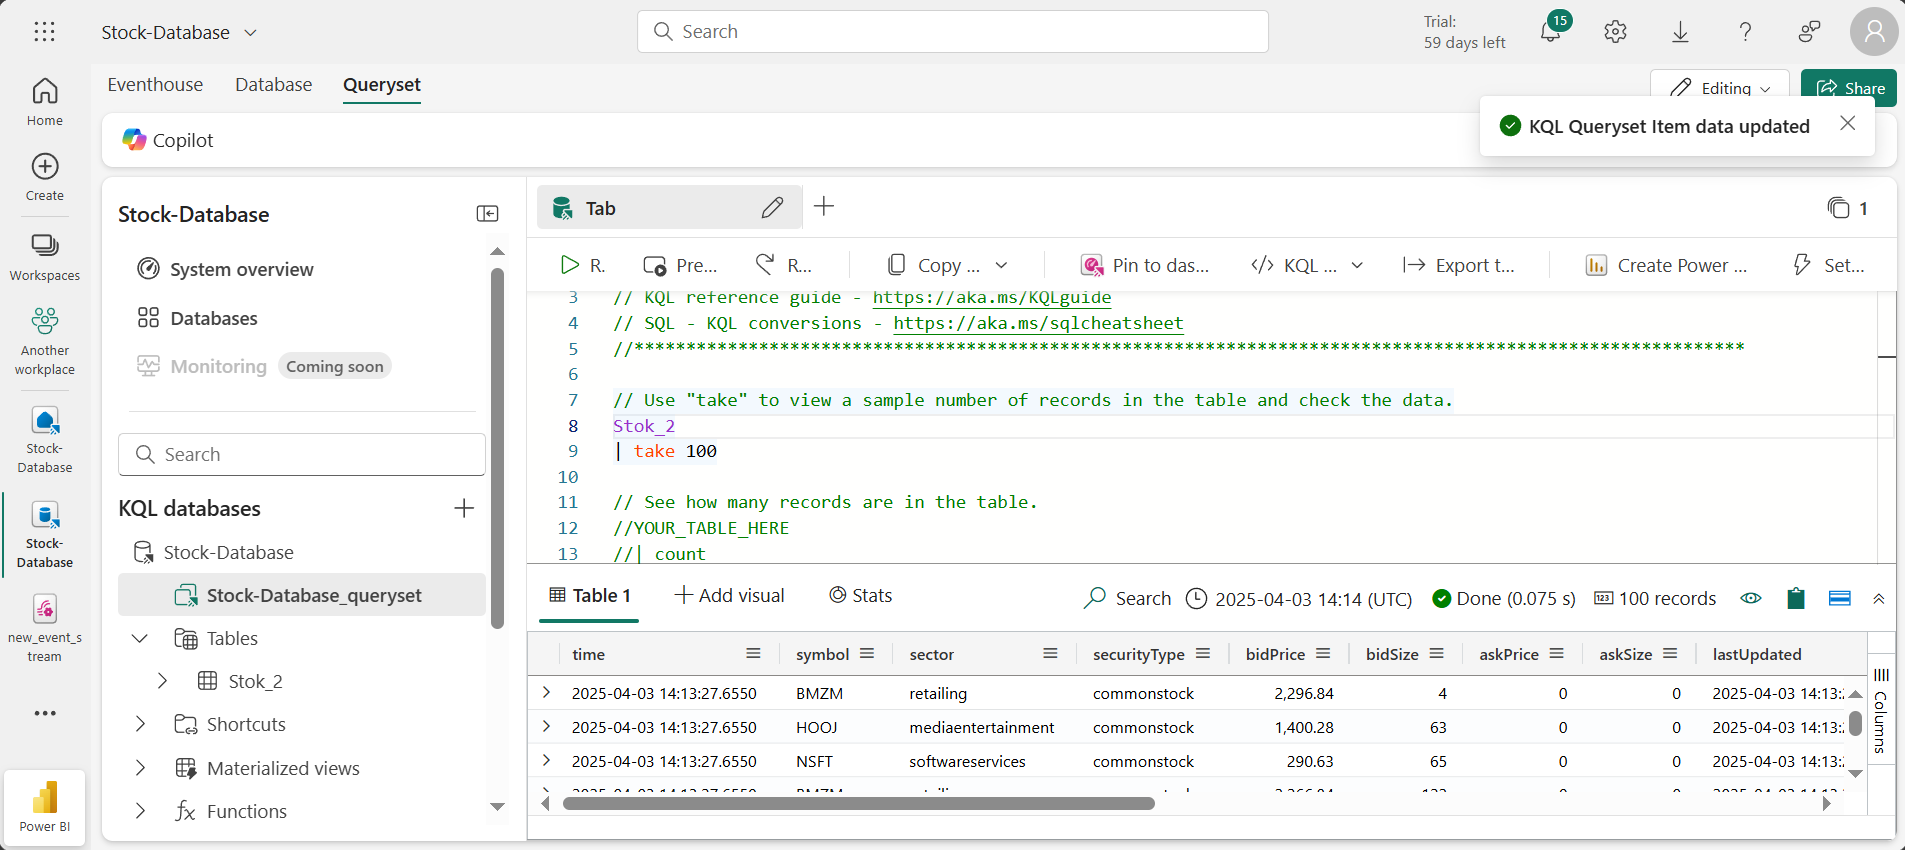 Stock-Database
Search
Trial:
59 days left
15
Eventhouse
Database
Queryset
Editing
Share
KQL Queryset Item data updated
Copilot
Home
Create
Workspaces
Another
workplace
Stock-
Database
Stock-
Database
new_event_s
tream
Power BI
Stock-Database
System overview
Databases
Monitoring
Coming soon
Search
KQL databases
Stock-Database
Stock-Database_queryset
Tables
Stok_2
Shortcuts
Materialized views
Functions
Tab
1
R.
Pre...
R...
Copy ...
Pin to das...
KQL ...
Export t...
Create Power ...
Set...
3 // KQL reference guide - https://aka.ms/KQLguide
4 // SQL - KQL conversions - https://aka.ms/sqlcheatsheet
5 //***********************************************************************************************************
6
7 // Use "take" to view a sample number of records in the table and check the data.
8 Stok_2
9 | take 100
10
11 // See how many records are in the table.
12 //YOUR_TABLE_HERE
13 //| count
Table 1
Add visual
Stats
Search
2025-04-03 14:14 (UTC)
Done (0.075 s)
123 100 records
time symbol sector securityType bidPrice bidSize askPrice askSize lastUpdated
2025-04-03 14:13:27.6550 BMZM retailing commonstock 2,296.84 4 0 0 2025-04-03 14:13:
2025-04-03 14:13:27.6550 HOOJ mediaentertainment commonstock 1,400.28 63 0 0 2025-04-03 14:13:
2025-04-03 14:13:27.6550 NSFT softwareservices commonstock 290.63 65 0 0 2025-04-03 14:13:
Columns